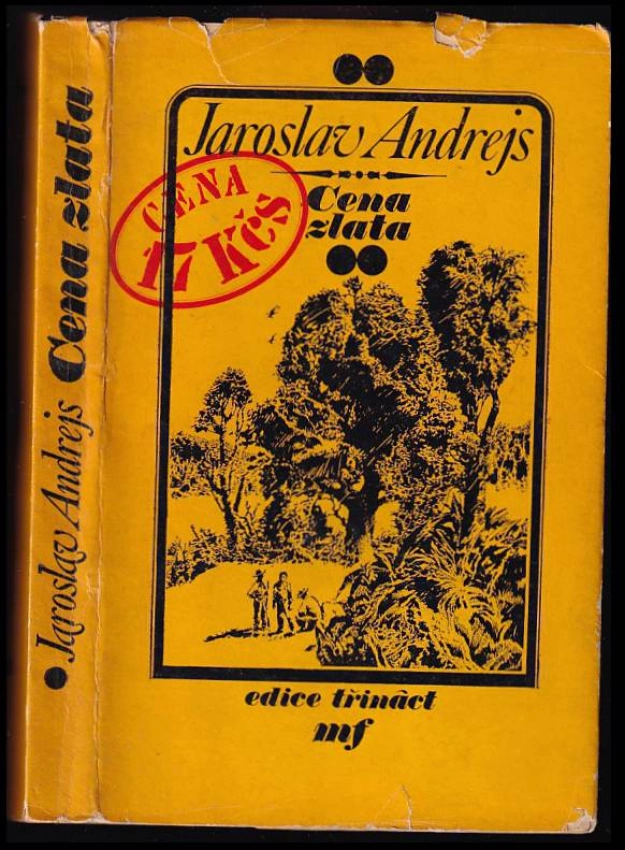 Jaroslav Andrejs Cena zlata
Jaroslav Andrejs
Cena
zlata
CENA
17 Kčs
edice třináct
mf